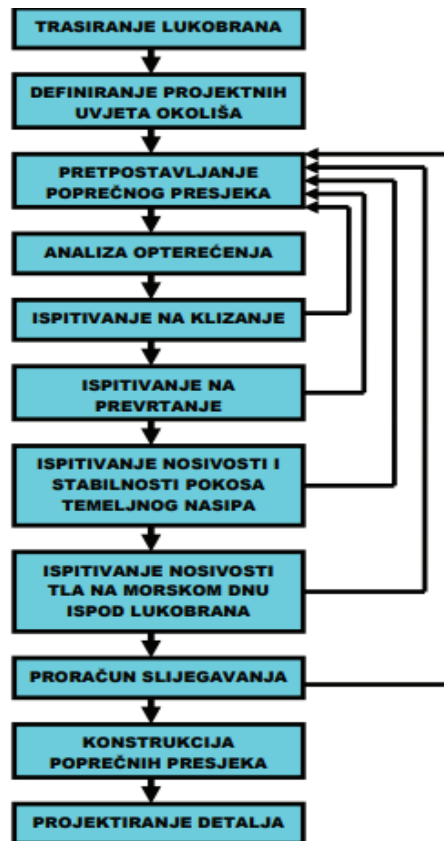 TRASIRANJE LUKOBRANA
DEFINIRANJE PROJEKTNIH
UVJETA OKOLIŠA
PRETPOSTAVLJANJE
POPREČNOG PRESJEKA
ANALIZA OPTEREĆENJA
ISPITIVANJE NA KLIZANJE
ISPITIVANJE NA
PREVRTANJE
ISPITIVANJE NOSIVOSTI I
STABILNOSTI POKOSA
TEMELJNOG NASIPA
ISPITIVANJE NOSIVOSTI
TLA NA MORSKOM DNU
ISPOD LUKOBRANA
PRORAČUN SLIJEGAVANJA
KONSTRUKCIJA
POPREČNIH PRESJEKA
PROJEKTIRANJE DETALJA